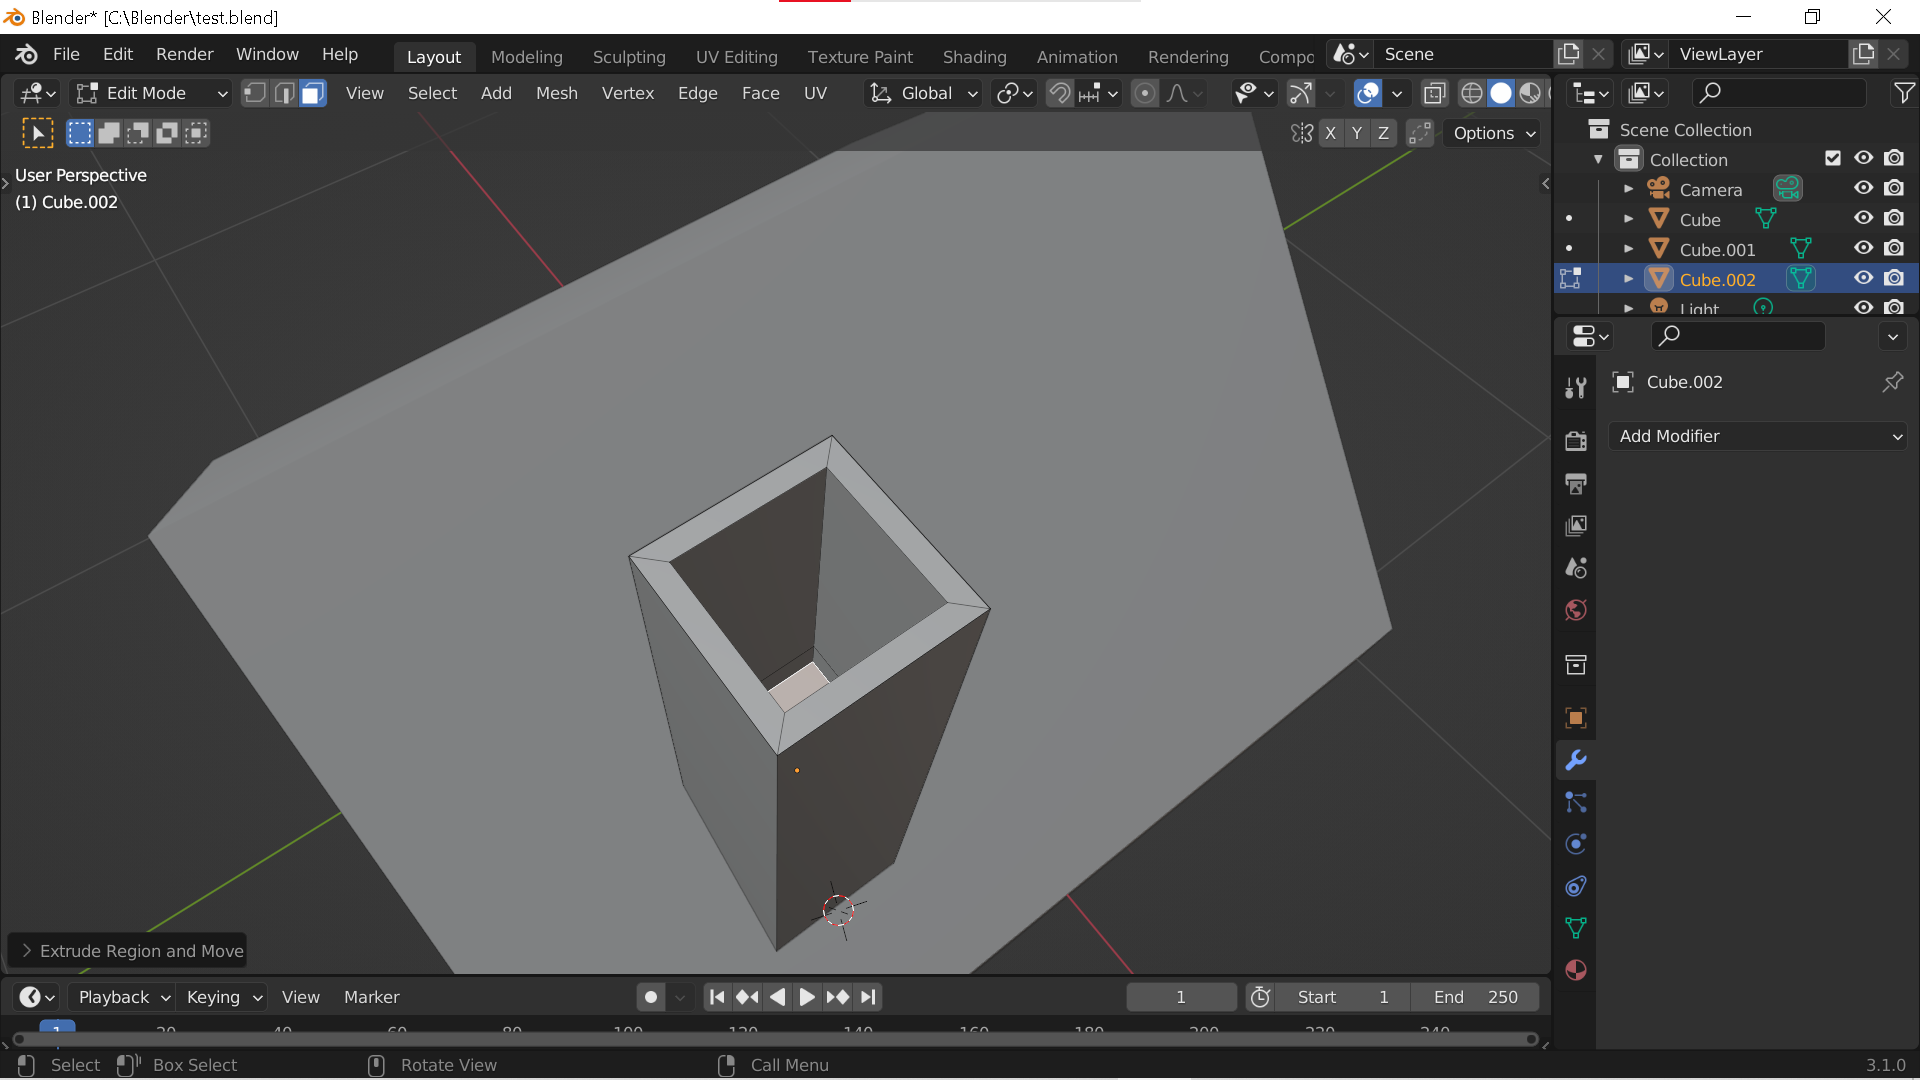 Blender* [C:\Blender\test.blend]
File Edit Render Window Help
Layout Modeling Sculpting UV Editing Texture Paint Shading Animation Rendering Compo
Scene
ViewLayer
Edit Mode
View Select Add Mesh Vertex Edge Face UV
Global
X Y Z
Options
User Perspective
(1) Cube.002
Scene Collection
Collection
Camera
Cube
Cube.001
Cube.002
Light
Cube.002
Add Modifier
Extrude Region and Move
Playback Keying View Marker
1
Start 1
End 250
1 20 40 60 80 100 120 140 160 180 200 220 240
Select Box Select Rotate View Call Menu
3.1.0